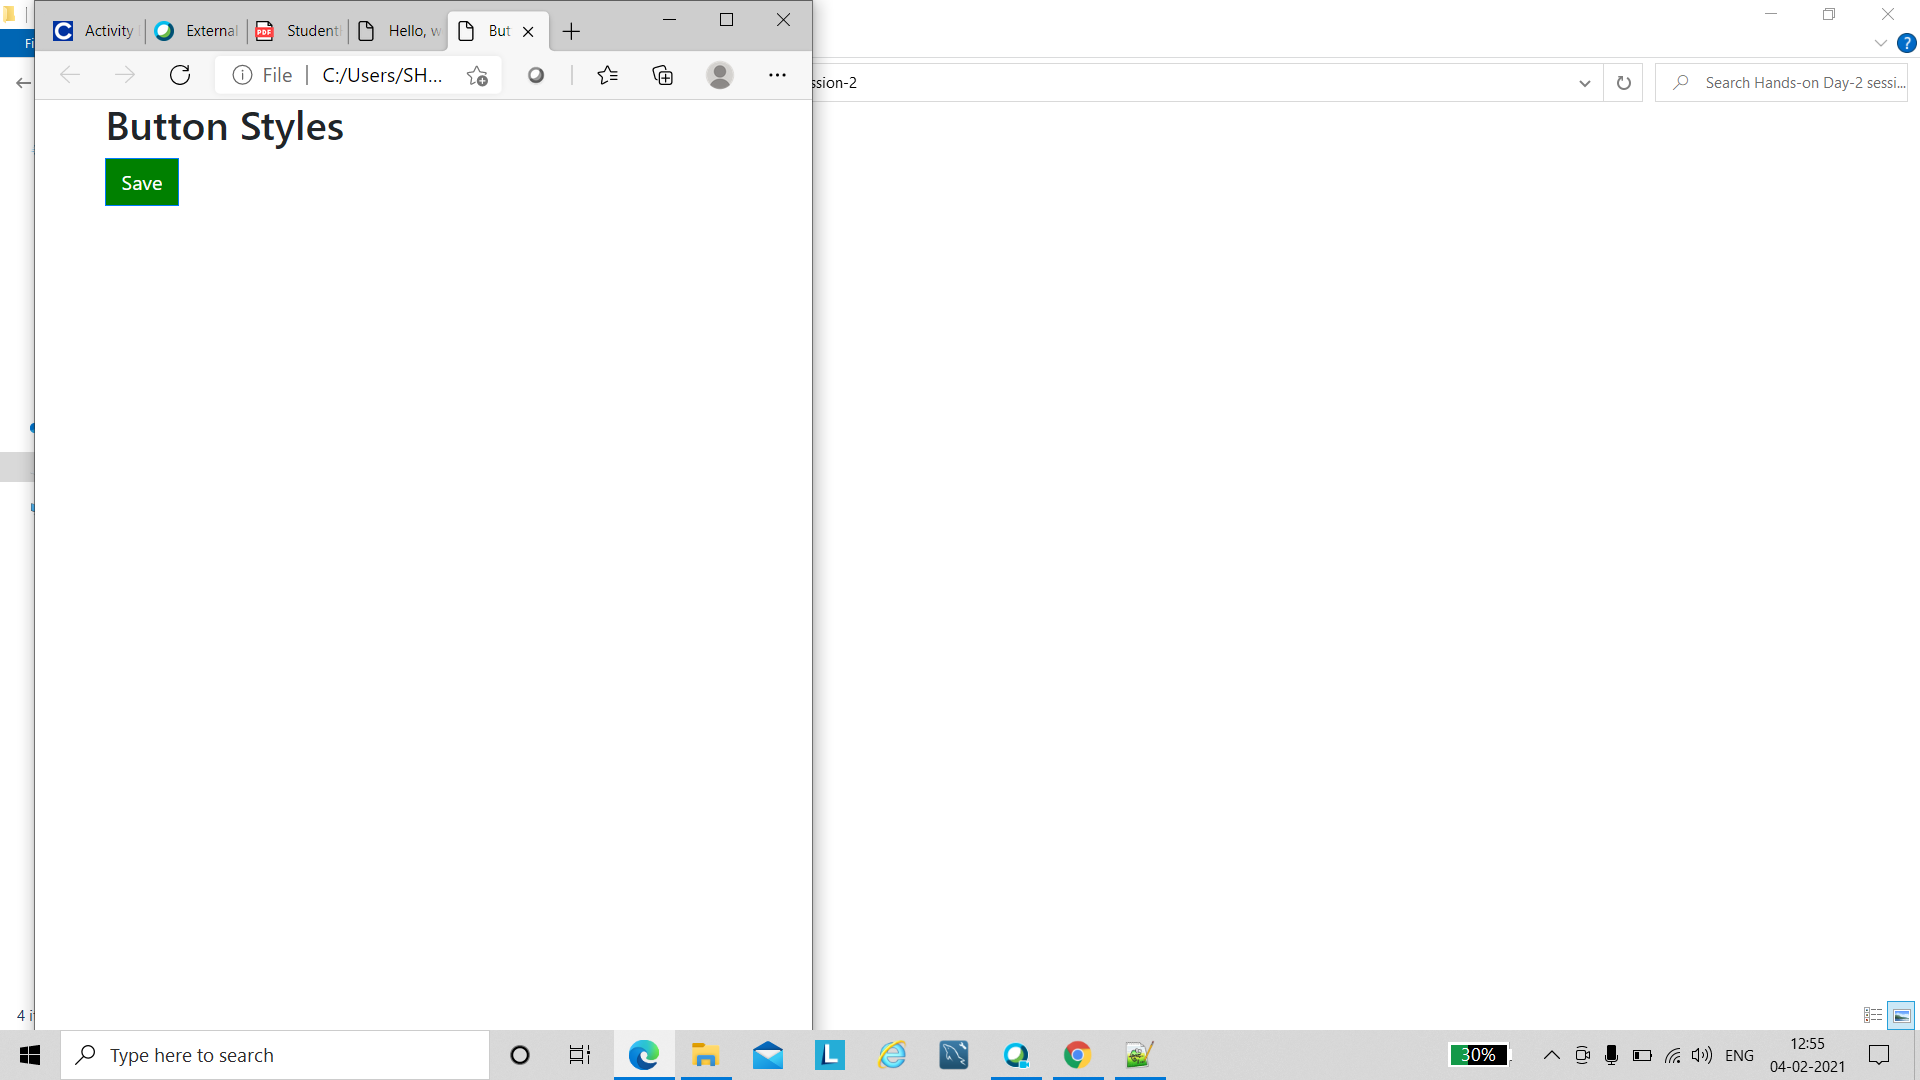 Activity
External
Student
Hello, w
But
File
C:/Users/SH...
Button Styles
Save
Fi
ssion-2
Search Hands-on Day-2 sessi...
4 i
Type here to search
30%
ENG
12:55
04-02-2021